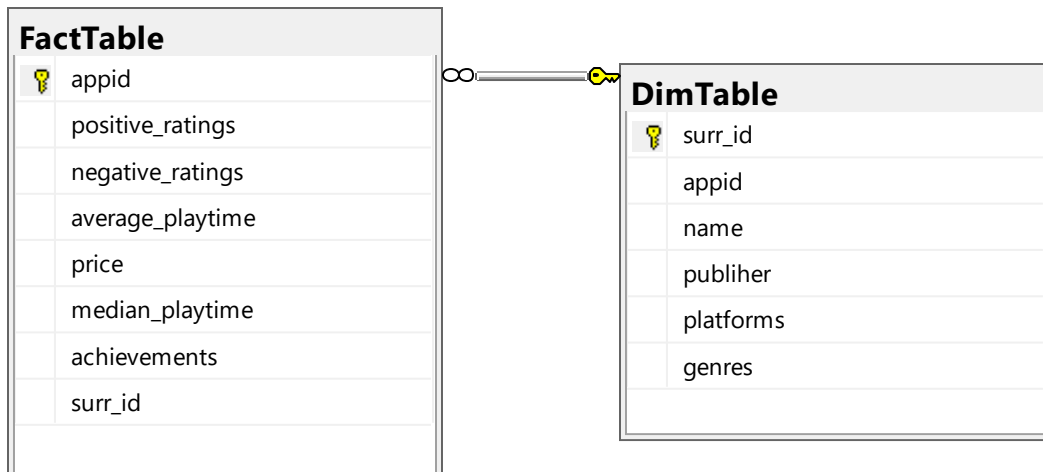 FactTable
appid
positive_ratings
negative_ratings
average_playtime
price
median_playtime
achievements
surr_id
DimTable
surr_id
appid
name
publiher
platforms
genres